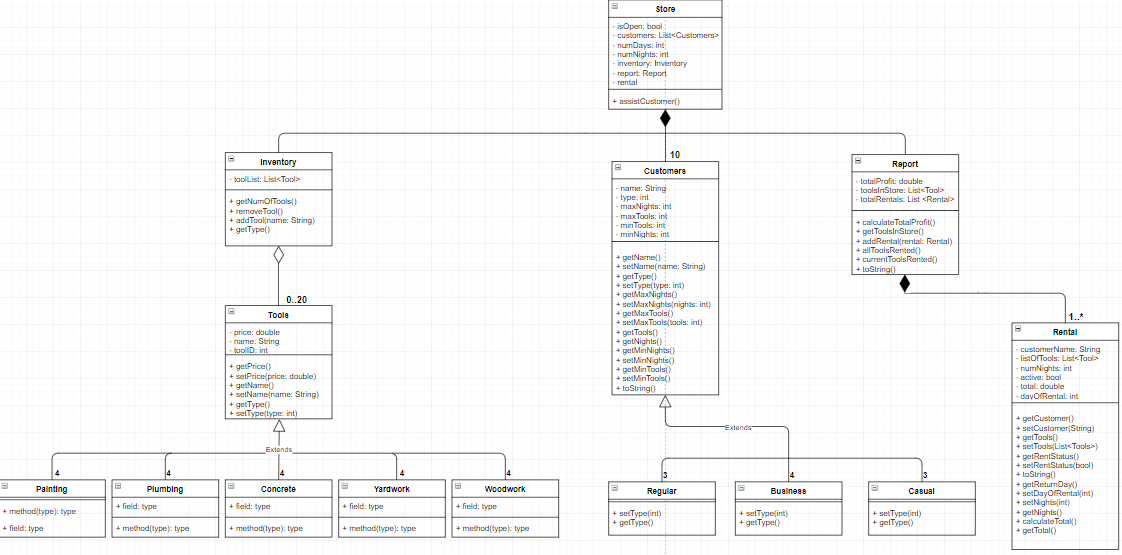 Store
- isOpen: bool
- customers: List<Customers>
- numDays: int
- numNights: int
- inventory: Inventory
- report: Report
- rental
+ assistCustomer()
Inventory
- toolList: List<Tool>
+ getNumOfTools()
+ removeTool()
+ addTool(name: String)
+ getType()
10
Customers
- name: String
- type: int
- maxNights: int
- maxTools: int
- minTools: int
- minNights: int
+ getName()
+ setName(name: String)
+ getType()
+ setType(type: int)
+ getMaxNights()
+ setMaxNights(nights: int)
+ getMaxTools()
+ setMaxTools(tools: int)
+ getTools()
+ getNights()
+ getMinNights()
+ setMinNights()
+ getMinTools()
+ setMinTools()
+ toString()
Report
- totalProfit: double
- toolsInStore: List<Tool>
- totalRentals: List <Rental>
+ calculateTotalProfit()
+ getToolsInStore()
+ addRental(rental: Rental)
+ allToolsRented()
+ currentToolsRented()
+ toString()
0..20
Tools
- price: double
- name: String
- toolID: int
+ getPrice()
+ setPrice(price: double)
+ getName()
+ setName(name: String)
+ getType()
+ setType(type: int)
1..*
Rental
- customerName: String
- listOfTools: List<Tool>
- numNights: int
- active: bool
- total: double
- dayOfRental: int
+ getCustomer()
+ setCustomer(String)
+ getTools()
+ setTools(List<Tools>)
+ getRentStatus()
+ setRentStatus(bool)
+ toString()
+ getReturnDay()
+ setDayOfRental(int)
+ setNights(int)
+ getNights()
+ calculateTotal()
+ getTotal()
Extends
4
Painting
+ method(type): type
+ field: type
4
Plumbing
+ field: type
+ method(type): type
4
Concrete
+ field: type
+ method(type): type
4
Yardwork
+ field: type
+ method(type): type
4
Woodwork
+ field: type
+ method(type): type
Extends
3
Regular
+ setType(int)
+ getType()
4
Business
+ setType(int)
+ getType()
3
Casual
+ setType(int)
+ getType()